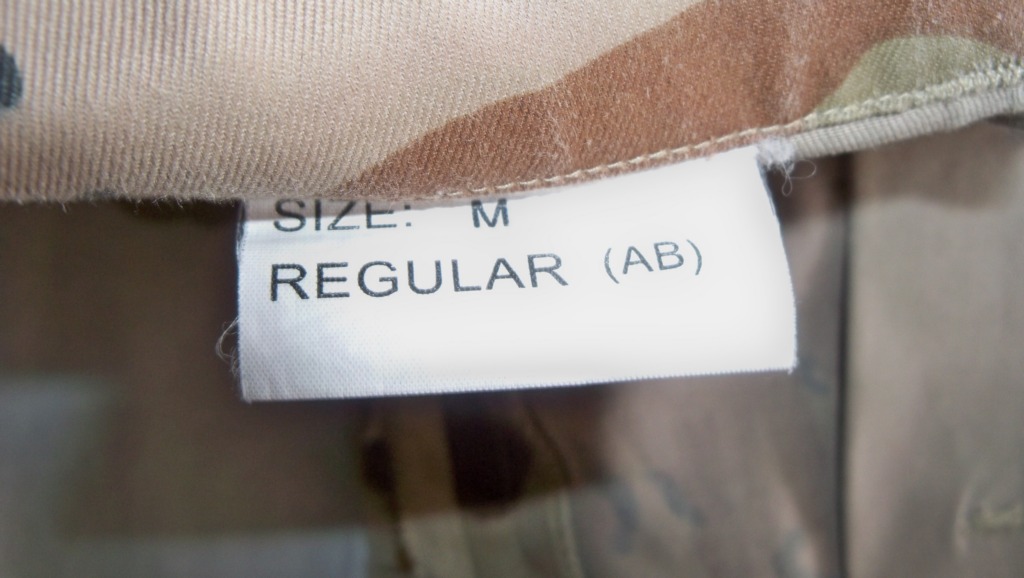 SIZE: M
REGULAR (AB)